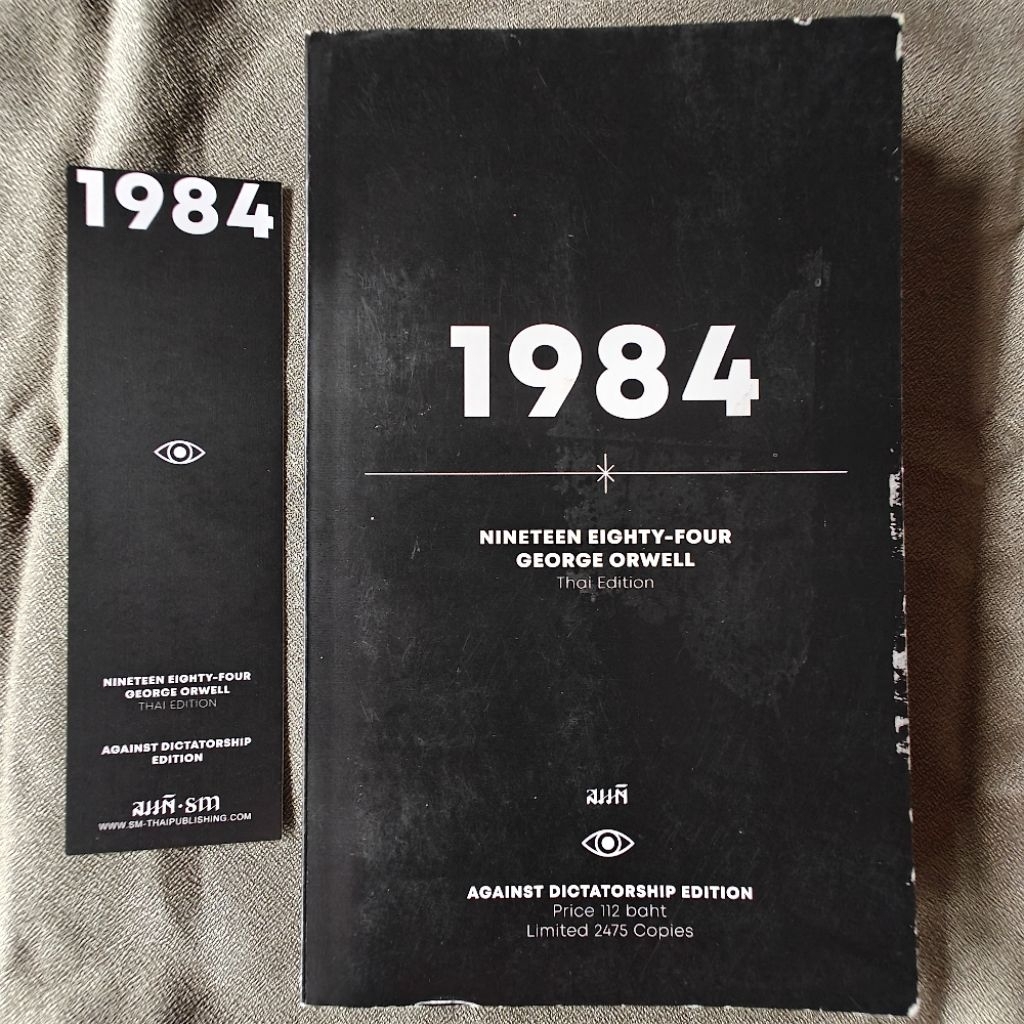 1984
NINETEEN EIGHTY-FOUR
GEORGE ORWELL
THAI EDITION
AGAINST DICTATORSHIP
EDITION
สมมติ • sm
WWW.SM-THAIPUBLISHING.COM
1984
NINETEEN EIGHTY-FOUR
GEORGE ORWELL
Thai Edition
สมมติ
AGAINST DICTATORSHIP EDITION
Price 112 baht
Limited 2475 Copies